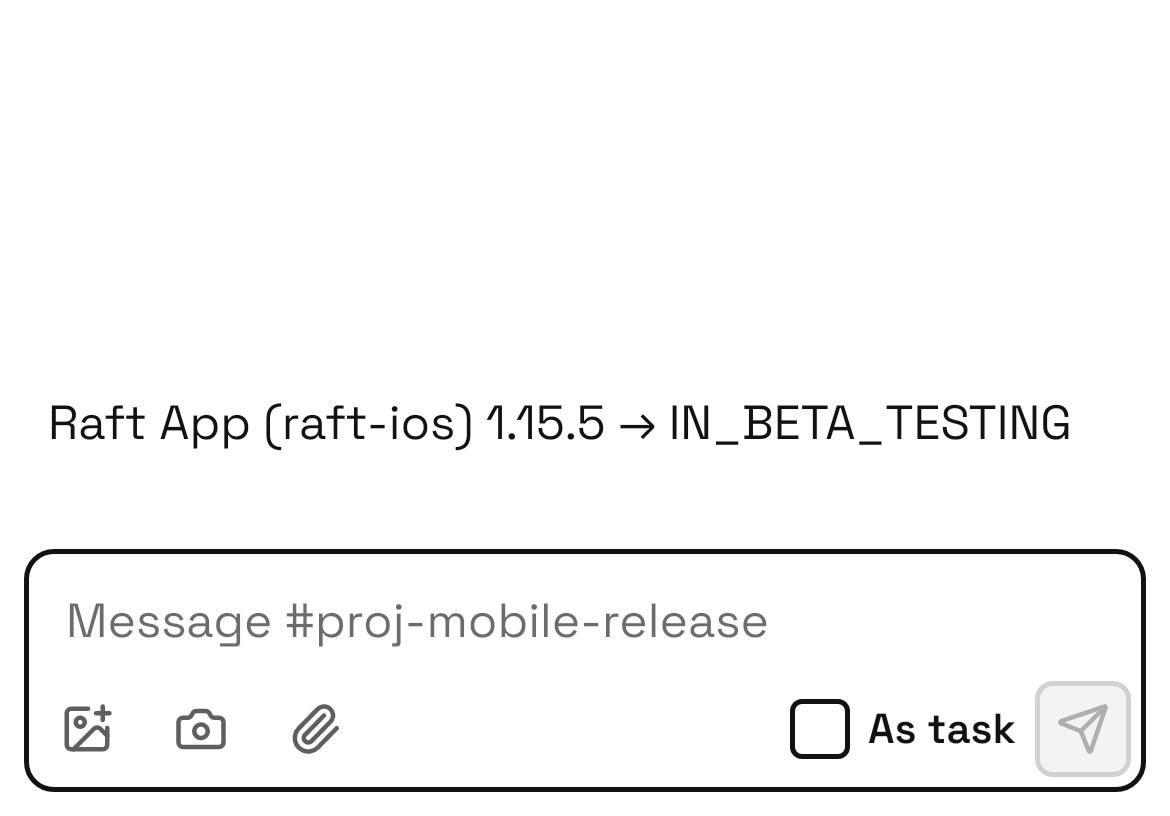 Raft App (raft-ios) 1.15.5 → IN_BETA_TESTING
Message #proj-mobile-release
As task